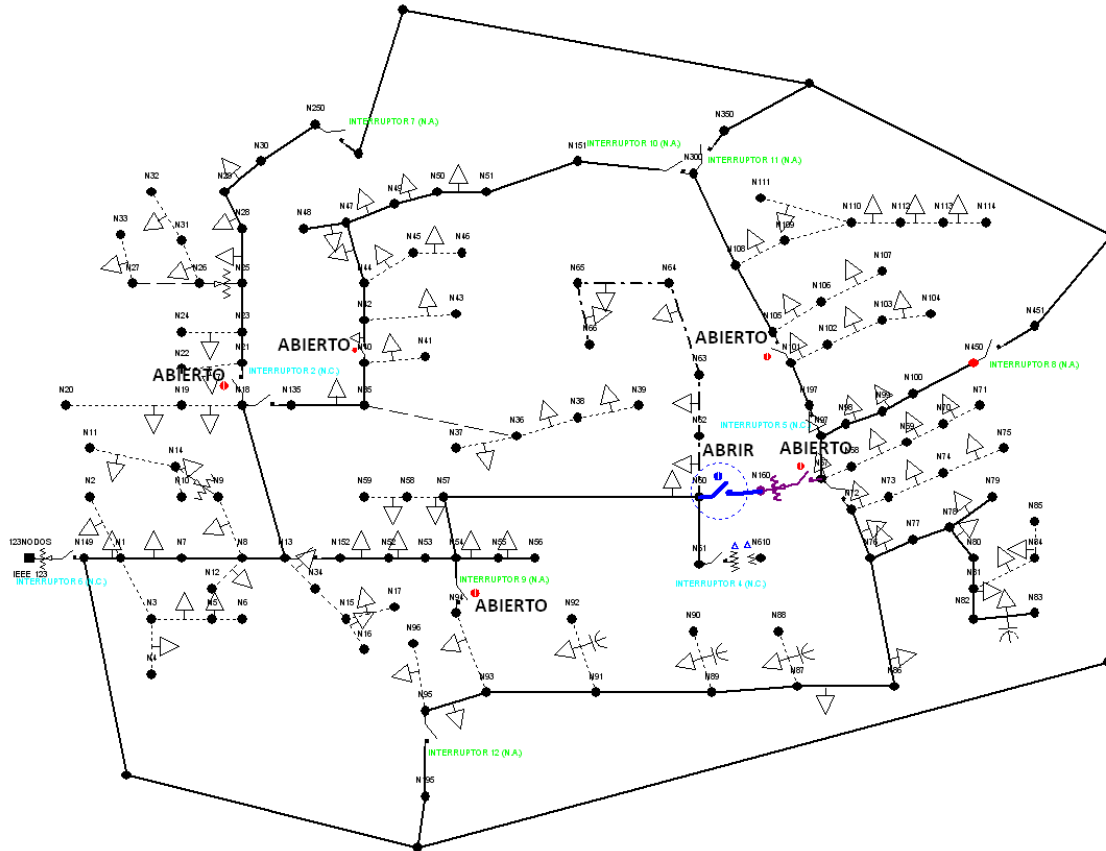 N250
INTERRUPTOR 7 (N.A.)
N350
N30
N151
INTERRUPTOR 10 (N.A.)
N300
INTERRUPTOR 11 (N.A.)
N32
N29
N49
N50
N51
N111
N33
N31
N28
N48
N47
N110
N112
N113
N114
N109
N45
N46
N108
N107
N27
N26
N25
N44
N65
N64
N106
N24
N23
N42
N43
N66
N105
N102
N103
N104
N451
ABIERTO
ABIERTO
N22
N21
N40
N41
N101
N450
INTERRUPTOR 8 (N.A.)
ABIERTO
INTERRUPTOR 2 (N.C.)
N63
N20
N19
N18
N135
N35
N39
N38
N197
N100
N99
N71
N98
N70
N11
N36
N62
INTERRUPTOR 5 (N.C.)
N97
N69
N75
N37
ABRIR
ABIERTO
N14
N68
N67
N74
N2
N10
N9
N59
N58
N57
N60
N160
N73
N72
N79
N85
N78
123NODOS
N149
N1
N7
N8
N13
N152
N52
N53
N54
N55
N56
N61
N610
N76
N77
N80
N84
IEEE 123
INTERRUPTOR 6 (N.C.)
INTERRUPTOR 9 (N.A.)
INTERRUPTOR 4 (N.C.)
N12
N34
N81
ABIERTO
N3
N5
N6
N15
N17
N94
N92
N82
N83
N16
N96
N90
N88
N4
N93
N91
N89
N87
N86
N95
INTERRUPTOR 12 (N.A.)
N195